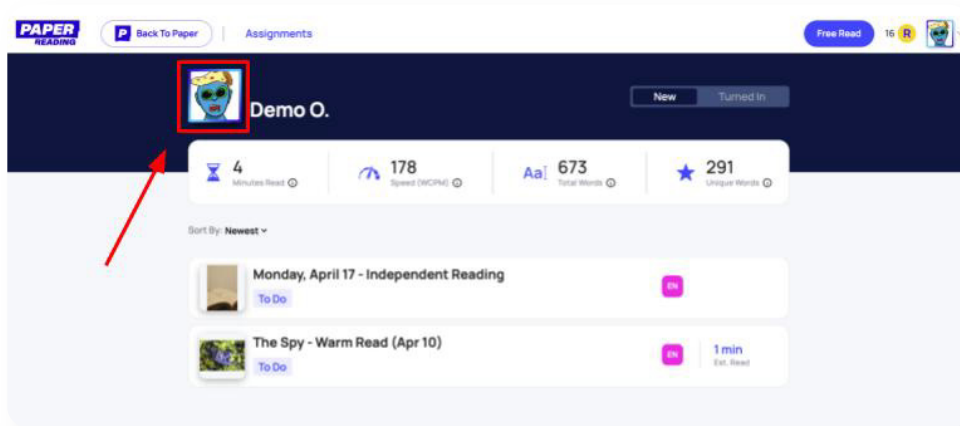 PAPER
READING
P Back To Paper
Assignments
Free Read
16 R
Demo O.
New Turned In
4
Minutes Read
178
Speed (WCPM)
Aa 673
Total Words
291
Unique Words
Sort By: Newest
Monday, April 17 - Independent Reading
To Do
EN
The Spy - Warm Read (Apr 10)
To Do
EN
1 min
Est. Read